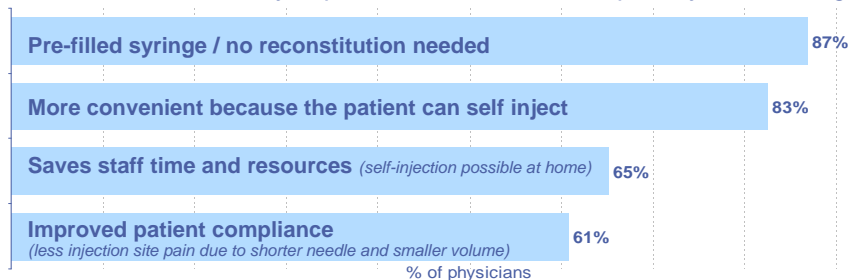 Pre-filled syringe / no reconstitution needed
87%
More convenient because the patient can self inject
83%
Saves staff time and resources (self-injection possible at home)
65%
Improved patient compliance
(less injection site pain due to shorter needle and smaller volume)
61%
% of physicians